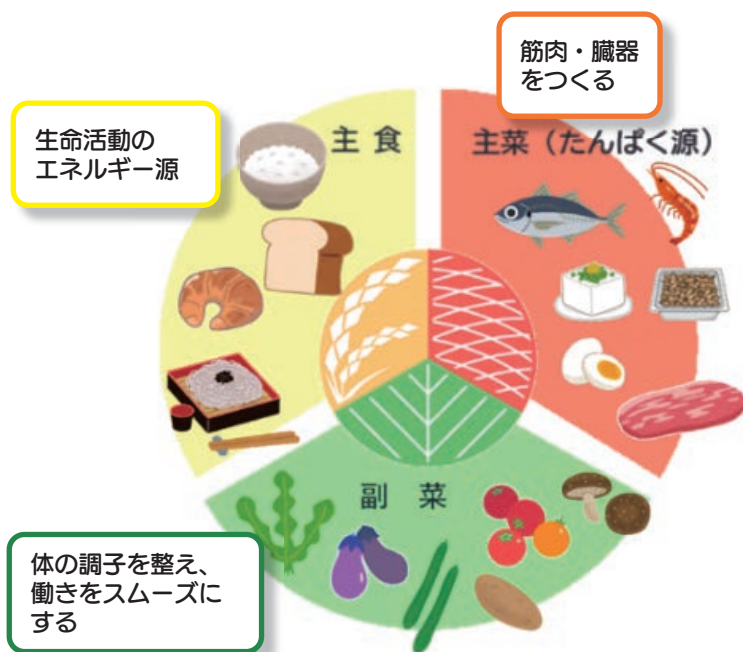 筋肉・臓器
をつくる
生命活動の
エネルギー源
主食
主菜（たんぱく源）
副菜
体の調子を整え、
働きをスムーズに
する